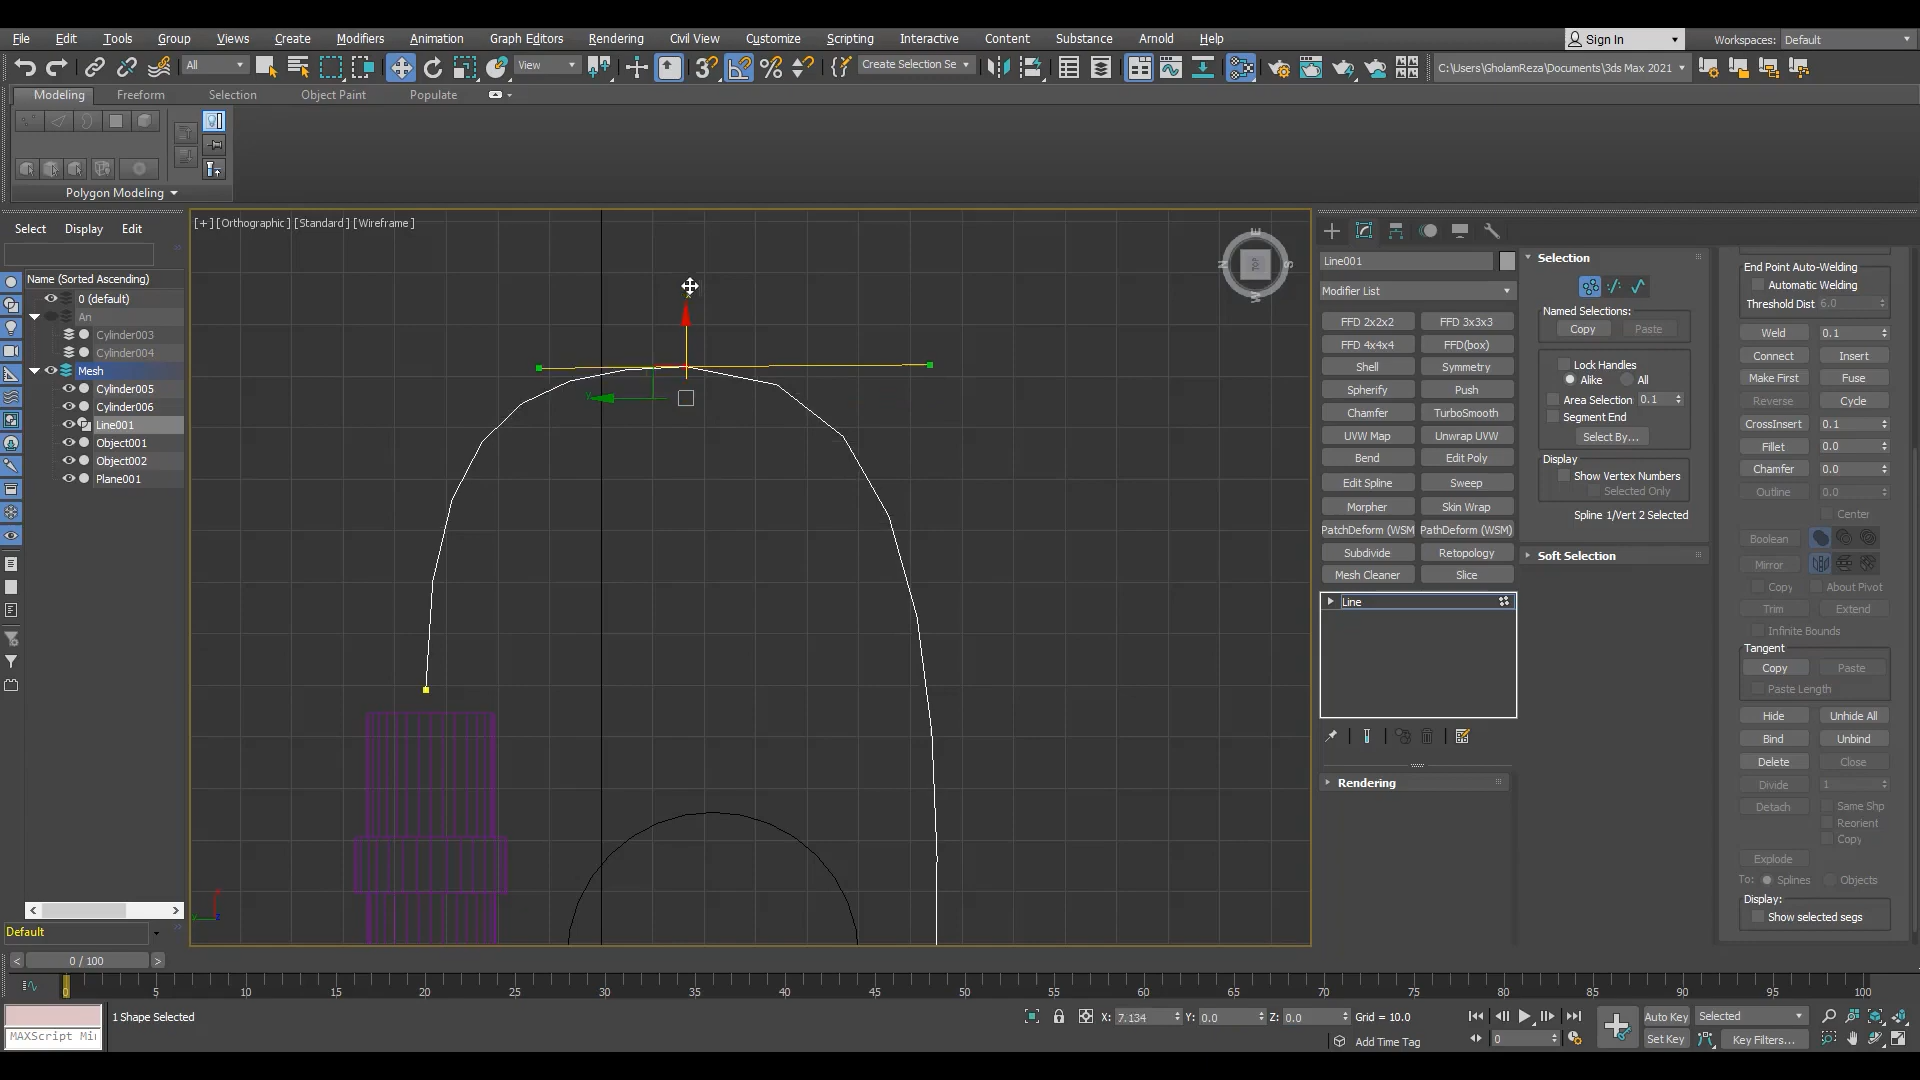 File Edit Tools Group Views Create Modifiers Animation Graph Editors Rendering Civil View Customize Scripting Interactive Content Substance Arnold Help Sign In Workspaces: Default
All View Create Selection Se C:\Users\GholamReza\Documents\3ds Max 2021
Modeling Freeform Selection Object Paint Populate
Polygon Modeling
Select Display Edit
Name (Sorted Ascending)
0 (default)
An
Cylinder003
Cylinder004
Mesh
Cylinder005
Cylinder006
Line001
Object001
Object002
Plane001
Default
[+] [Orthographic] [Standard] [Wireframe]
E
N TOP S
W
Line001
Modifier List
FFD 2x2x2 FFD 3x3x3
FFD 4x4x4 FFD(box)
Shell Symmetry
Spherify Push
Chamfer TurboSmooth
UVW Map Unwrap UVW
Bend Edit Poly
Edit Spline Sweep
Morpher Skin Wrap
PatchDeform (WSM PathDeform (WSM)
Subdivide Retopology
Mesh Cleaner Slice
Line
Rendering
Selection
Named Selections:
Copy Paste
Lock Handles
Alike All
Area Selection 0.1
Segment End
Select By...
Display
Show Vertex Numbers
Selected Only
Spline 1/Vert 2 Selected
Soft Selection
End Point Auto-Welding
Automatic Welding
Threshold Dist 6.0
Weld 0.1
Connect Insert
Make First Fuse
Reverse Cycle
CrossInsert 0.1
Fillet 0.0
Chamfer 0.0
Outline 0.0
Center
Boolean
Mirror
Copy About Pivot
Trim Extend
Infinite Bounds
Tangent
Copy Paste
Paste Length
Hide Unhide All
Bind Unbind
Delete Close
Divide 1
Detach Same Shp
Reorient
Copy
Explode
To: Splines Objects
Display:
Show selected segs
< 0 / 100 >
0 5 10 15 20 25 30 35 40 45 50 55 60 65 70 75 80 85 90 95 100
1 Shape Selected X: 7.134 Y: 0.0 Z: 0.0 Grid = 10.0 Auto Key Selected
MAXScript Mi Add Time Tag 0 Set Key Key Filters...